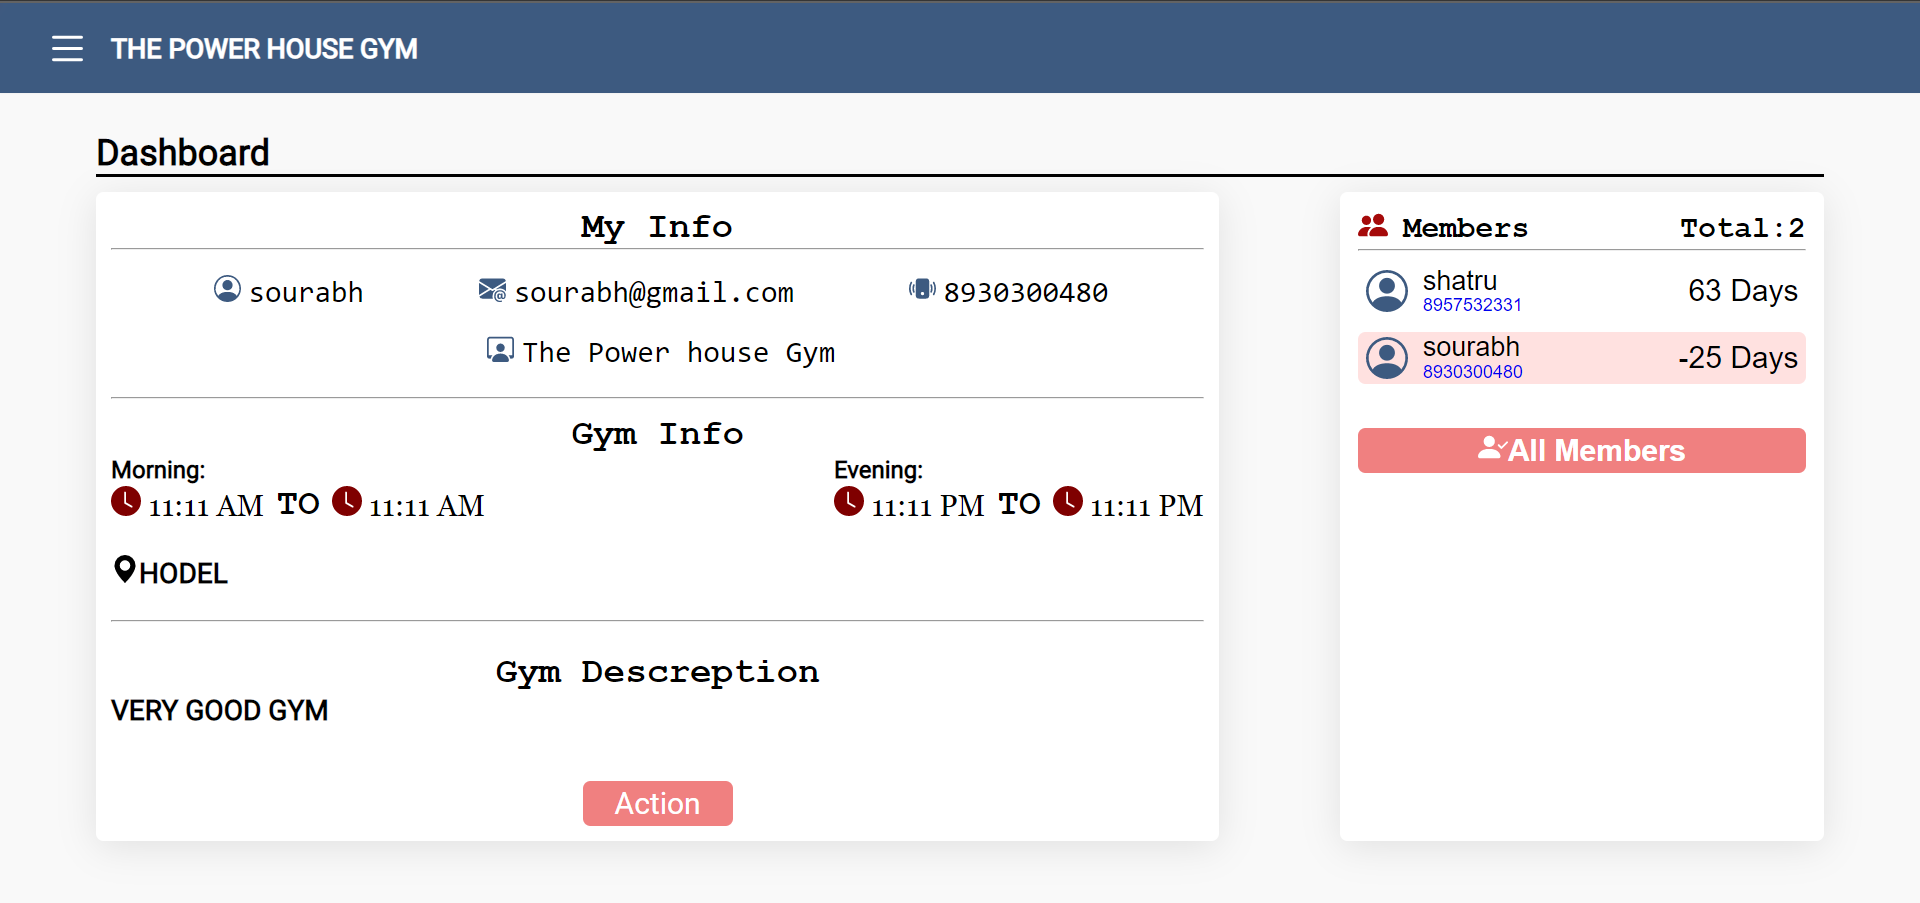 THE POWER HOUSE GYM
Dashboard
My Info
sourabh sourabh@gmail.com 8930300480
The Power house Gym
Gym Info
Morning: Evening:
11:11 AM TO 11:11 AM 11:11 PM TO 11:11 PM
HODEL
Gym Descreption
VERY GOOD GYM
Action
Members Total:2
shatru 63 Days
8957532331
sourabh -25 Days
8930300480
All Members